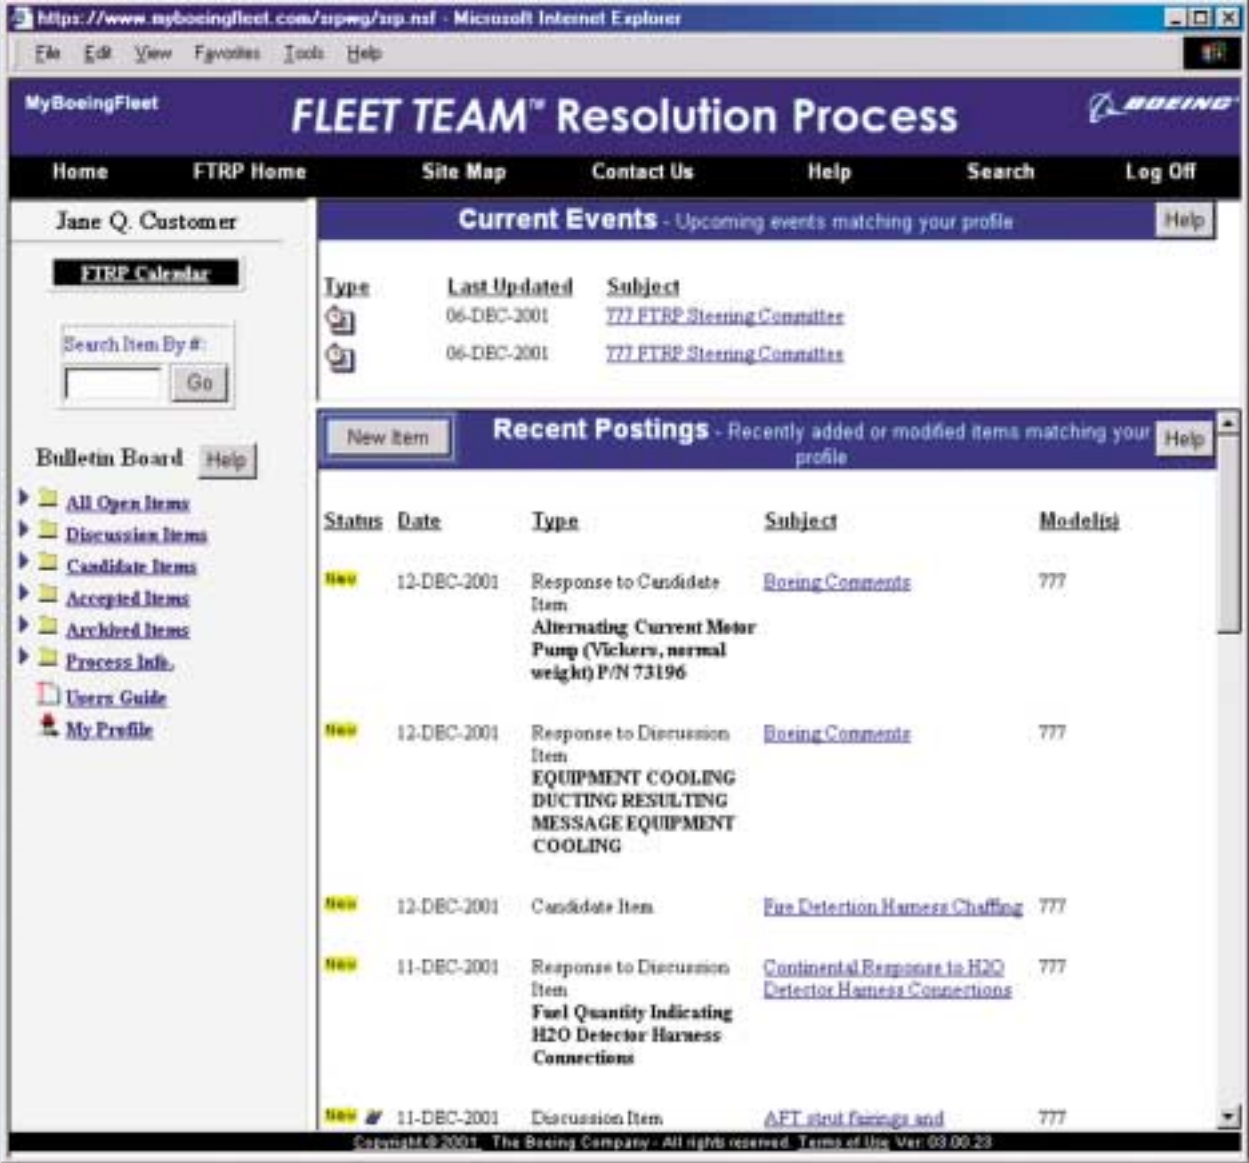 https://www.myboeingfleet.com/srpwg/srp.nsf - Microsoft Internet Explorer
File Edit View Favorites Tools Help
MyBoeingFleet
FLEET TEAM™ Resolution Process
BOEING
Home FTRP Home Site Map Contact Us Help Search Log Off
Jane Q. Customer
FTRP Calendar
Search Item By #:
Go
Bulletin Board Help
All Open Items
Discussion Items
Candidate Items
Accepted Items
Archived Items
Process Info.
Users Guide
My Profile
Current Events - Upcoming events matching your profile Help
Type Last Updated Subject
06-DEC-2001 777 FTRP Steering Committee
06-DEC-2001 777 FTRP Steering Committee
New Item Recent Postings - Recently added or modified items matching your Help
profile
Status Date Type Subject Model(s)
New 12-DEC-2001 Response to Candidate Boeing Comments 777
Item
Alternating Current Motor
Pump (Vickers, normal
weight) P/N 73196
New 12-DEC-2001 Response to Discussion Boeing Comments 777
Item
EQUIPMENT COOLING
DUCTING RESULTING
MESSAGE EQUIPMENT
COOLING
New 12-DEC-2001 Candidate Item Fire Detection Harness Chaffing 777
New 11-DEC-2001 Response to Discussion Continental Response to H2O 777
Item Detector Harness Connections
Fuel Quantity Indicating
H2O Detector Harness
Connections
New 11-DEC-2001 Discussion Item AFT strut fairings and 777
Copyright © 2001, The Boeing Company - All rights reserved. Terms of Use Ver: 03.00.23